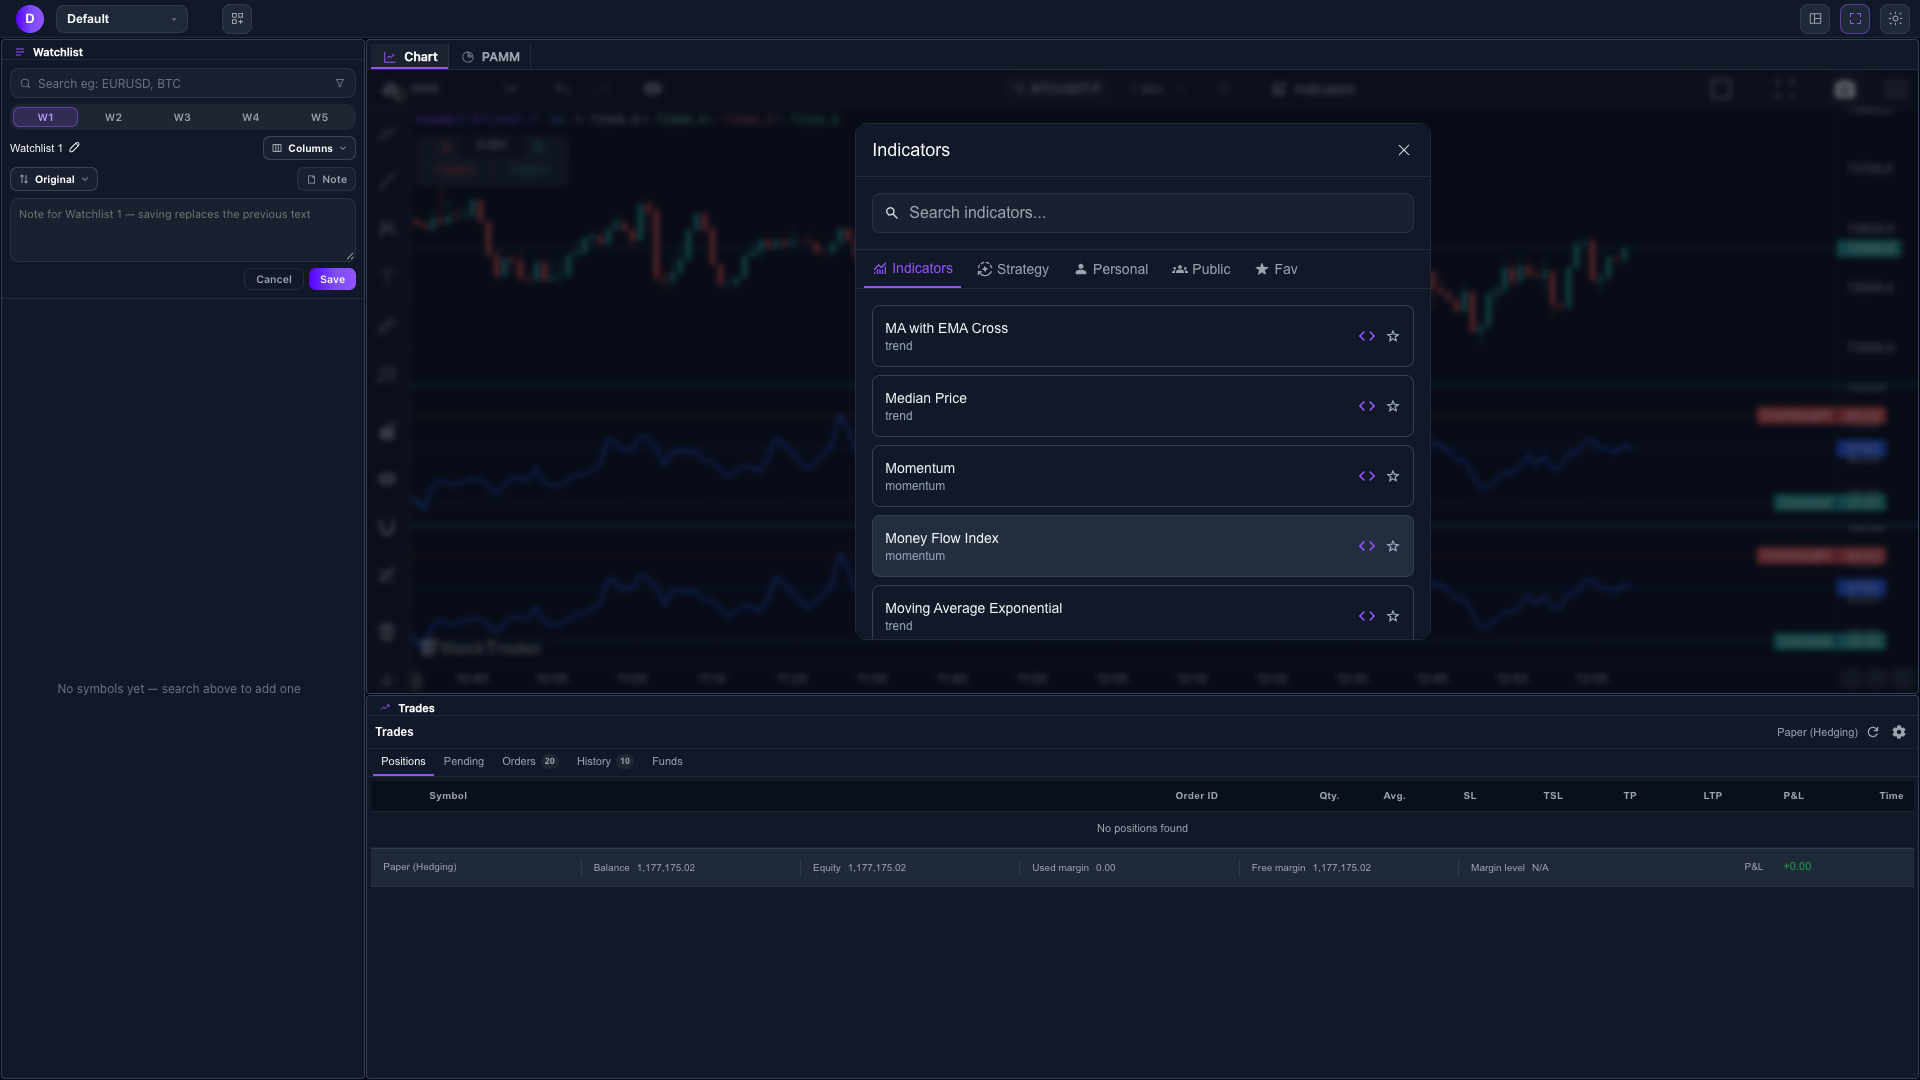 D Default
Watchlist
Search eg: EURUSD, BTC
W1 W2 W3 W4 W5
Watchlist 1 Columns
Original Note
Note for Watchlist 1 — saving replaces the previous text
Cancel Save
No symbols yet — search above to add one
Chart PAMM
Indicators
Indicators
Search indicators...
Indicators Strategy Personal Public Fav
MA with EMA Cross
trend
Median Price
trend
Momentum
momentum
Money Flow Index
momentum
Moving Average Exponential
trend
Trades
Trades Paper (Hedging)
Positions Pending Orders 20 History 10 Funds
Symbol Order ID Qty. Avg. SL TSL TP LTP P&L Time
No positions found
Paper (Hedging) Balance 1,177,175.02 Equity 1,177,175.02 Used margin 0.00 Free margin 1,177,175.02 Margin level N/A P&L +0.00